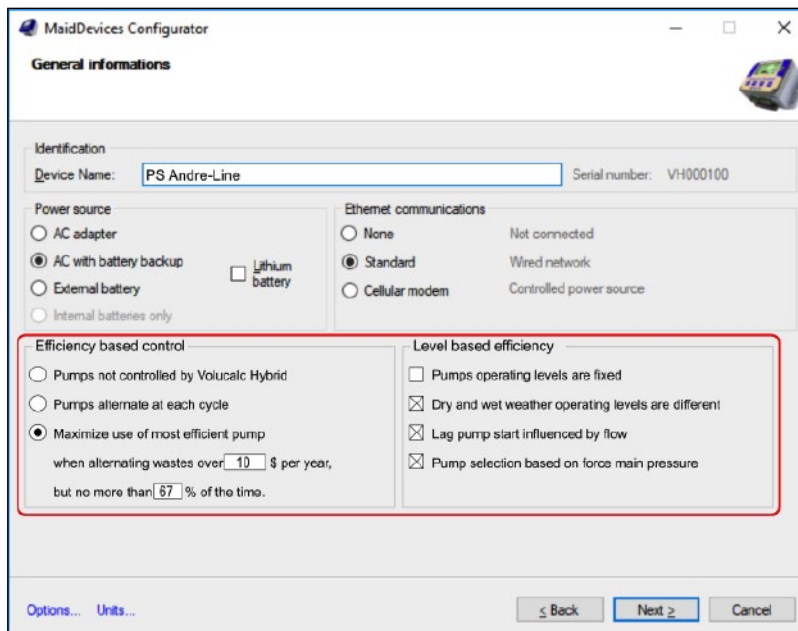 MaidDevices Configurator
General informations
Identification
Device Name: PS Andre-Line Serial number: VH000100
Power source
AC adapter
AC with battery backup
Lithium battery
External battery
Internal batteries only
Ethernet communications
None Not connected
Standard Wired network
Cellular modem Controlled power source
Efficiency based control
Pumps not controlled by Volucalc Hybrid
Pumps alternate at each cycle
Maximize use of most efficient pump
when alternating wastes over 10 $ per year,
but no more than 67 % of the time.
Level based efficiency
Pumps operating levels are fixed
Dry and wet weather operating levels are different
Lag pump start influenced by flow
Pump selection based on force main pressure
Options... Units... < Back Next > Cancel